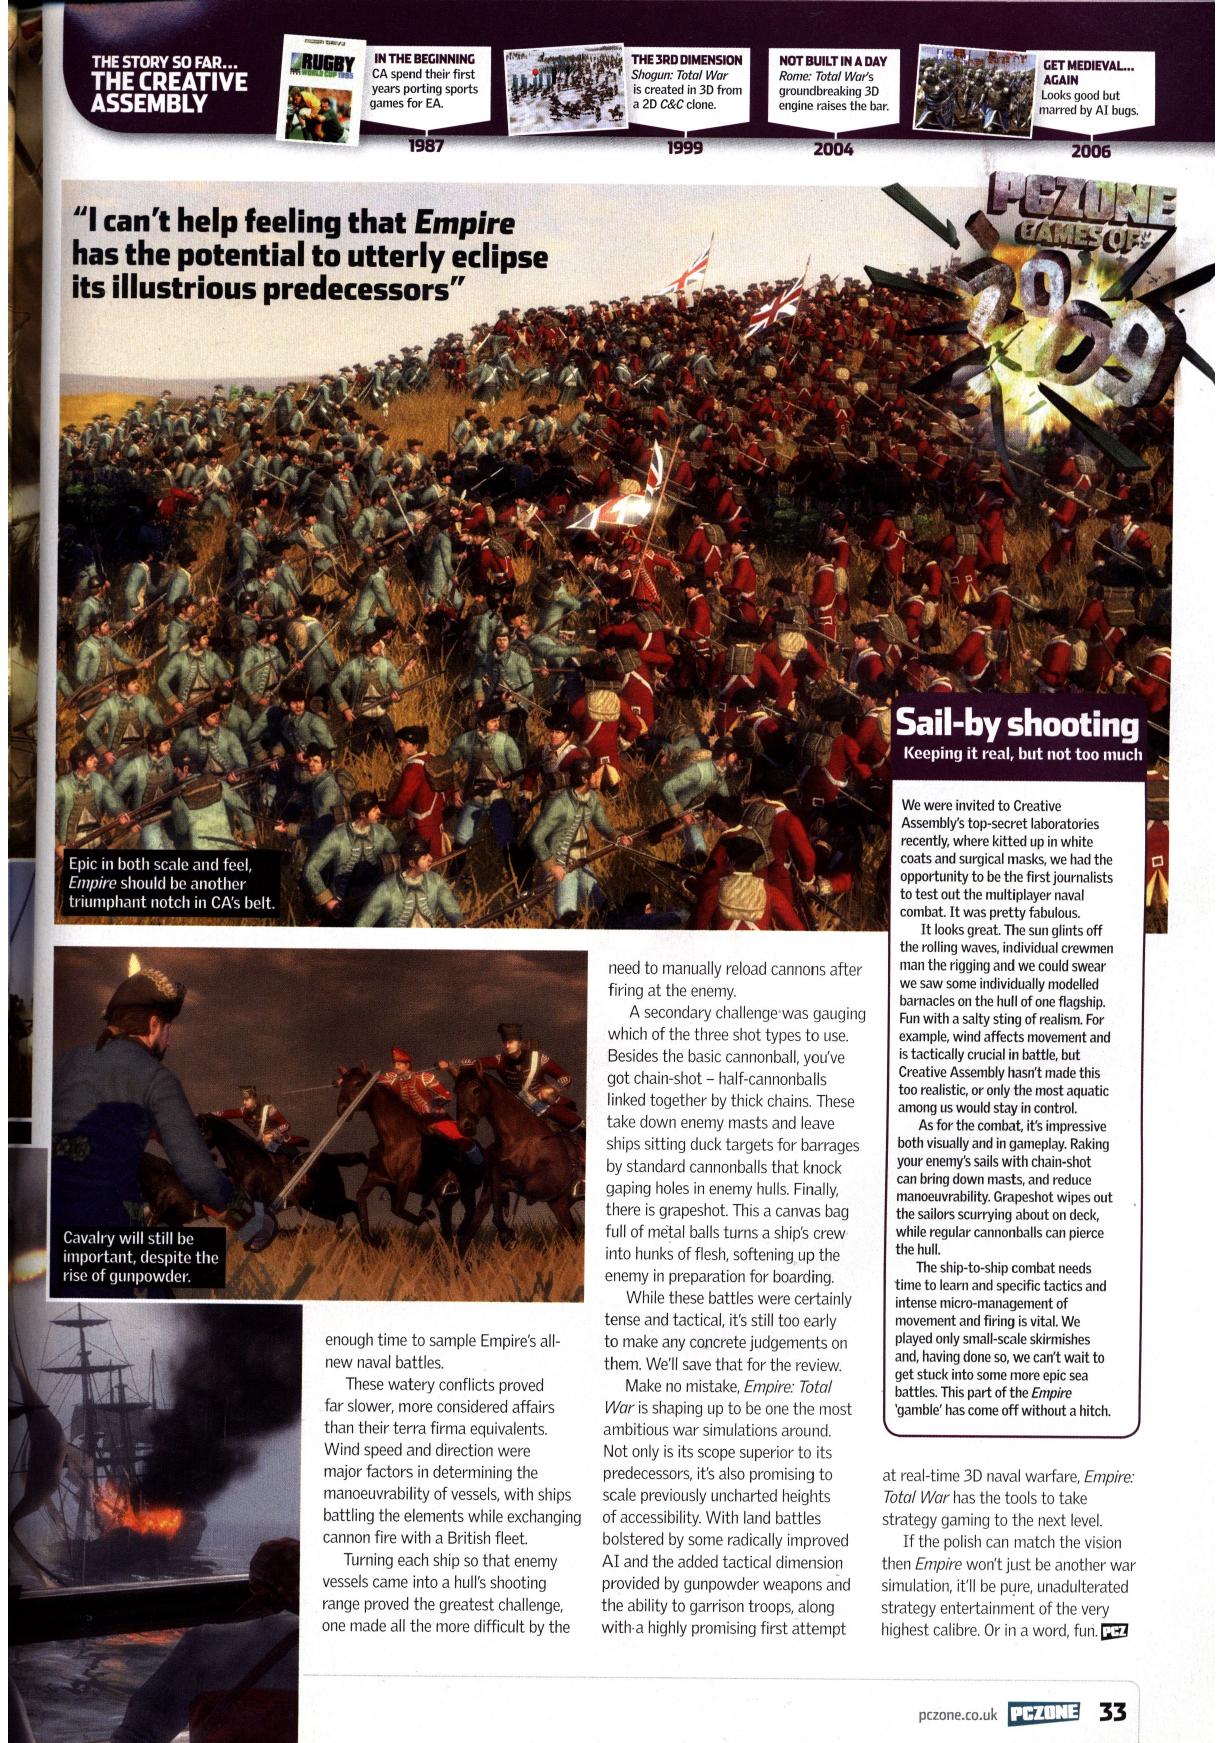 THE STORY SO FAR...
THE CREATIVE
ASSEMBLY
RUGBY
WORLD CUP 1995
IN THE BEGINNING
CA spend their first
years porting sports
games for EA.
1987
THE 3RD DIMENSION
Shogun: Total War
is created in 3D from
a 2D C&C clone.
1999
NOT BUILT IN A DAY
Rome: Total War's
groundbreaking 3D
engine raises the bar.
2004
GET MEDIEVAL...
AGAIN
Looks good but
marred by AI bugs.
2006
"I can't help feeling that Empire
has the potential to utterly eclipse
its illustrious predecessors"
PCZONE
GAMES OF
2009
Epic in both scale and feel,
Empire should be another
triumphant notch in CA's belt.
Cavalry will still be
important, despite the
rise of gunpowder.
enough time to sample Empire's all-
new naval battles.
These watery conflicts proved
far slower, more considered affairs
than their terra firma equivalents.
Wind speed and direction were
major factors in determining the
manoeuvrability of vessels, with ships
battling the elements while exchanging
cannon fire with a British fleet.
Turning each ship so that enemy
vessels came into a hull's shooting
range proved the greatest challenge,
one made all the more difficult by the
need to manually reload cannons after
firing at the enemy.
A secondary challenge was gauging
which of the three shot types to use.
Besides the basic cannonball, you've
got chain-shot – half-cannonballs
linked together by thick chains. These
take down enemy masts and leave
ships sitting duck targets for barrages
by standard cannonballs that knock
gaping holes in enemy hulls. Finally,
there is grapeshot. This a canvas bag
full of metal balls turns a ship's crew
into hunks of flesh, softening up the
enemy in preparation for boarding.
While these battles were certainly
tense and tactical, it's still too early
to make any concrete judgements on
them. We'll save that for the review.
Make no mistake, Empire: Total
War is shaping up to be one the most
ambitious war simulations around.
Not only is its scope superior to its
predecessors, it's also promising to
scale previously uncharted heights
of accessibility. With land battles
bolstered by some radically improved
AI and the added tactical dimension
provided by gunpowder weapons and
the ability to garrison troops, along
with a highly promising first attempt
at real-time 3D naval warfare, Empire:
Total War has the tools to take
strategy gaming to the next level.
If the polish can match the vision
then Empire won't just be another war
simulation, it'll be pure, unadulterated
strategy entertainment of the very
highest calibre. Or in a word, fun. PCZ
Sail-by shooting
Keeping it real, but not too much
We were invited to Creative
Assembly's top-secret laboratories
recently, where kitted up in white
coats and surgical masks, we had the
opportunity to be the first journalists
to test out the multiplayer naval
combat. It was pretty fabulous.
It looks great. The sun glints off
the rolling waves, individual crewmen
man the rigging and we could swear
we saw some individually modelled
barnacles on the hull of one flagship.
Fun with a salty sting of realism. For
example, wind affects movement and
is tactically crucial in battle, but
Creative Assembly hasn't made this
too realistic, or only the most aquatic
among us would stay in control.
As for the combat, it's impressive
both visually and in gameplay. Raking
your enemy's sails with chain-shot
can bring down masts, and reduce
manoeuvrability. Grapeshot wipes out
the sailors scurrying about on deck,
while regular cannonballs can pierce
the hull.
The ship-to-ship combat needs
time to learn and specific tactics and
intense micro-management of
movement and firing is vital. We
played only small-scale skirmishes
and, having done so, we can't wait to
get stuck into some more epic sea
battles. This part of the Empire
'gamble' has come off without a hitch.
pczone.co.uk PCZONE 33